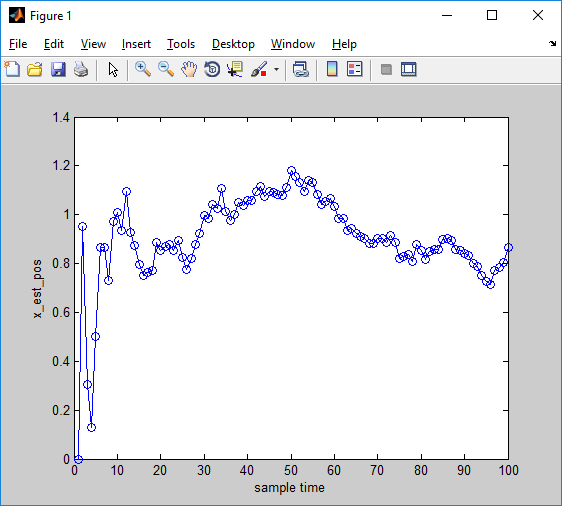 Figure 1
File Edit View Insert Tools Desktop Window Help
1.4
1.2
1
0.8
0.6
0.4
0.2
0
x_est_pos
0 10 20 30 40 50 60 70 80 90 100
sample time